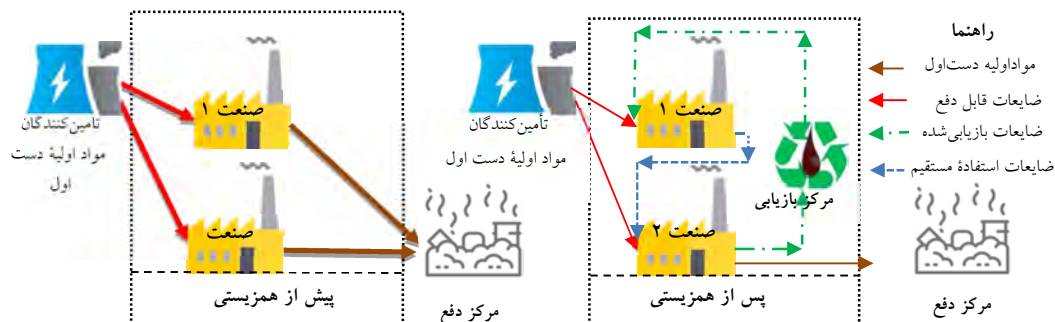 راهنما
مواداولیه دست‌اول
ضایعات قابل دفع
ضایعات بازیابی‌شده
ضایعات استفادهٔ مستقیم
صنعت ۱
تأمین‌کنندگان
مواد اولیهٔ دست اول
مرکز بازیابی
صنعت ۲
پس از همزیستی
مرکز دفع
صنعت ۱
تامین‌کنندگان
مواد اولیهٔ دست
اول
صنعت
پیش از همزیستی
مرکز دفع